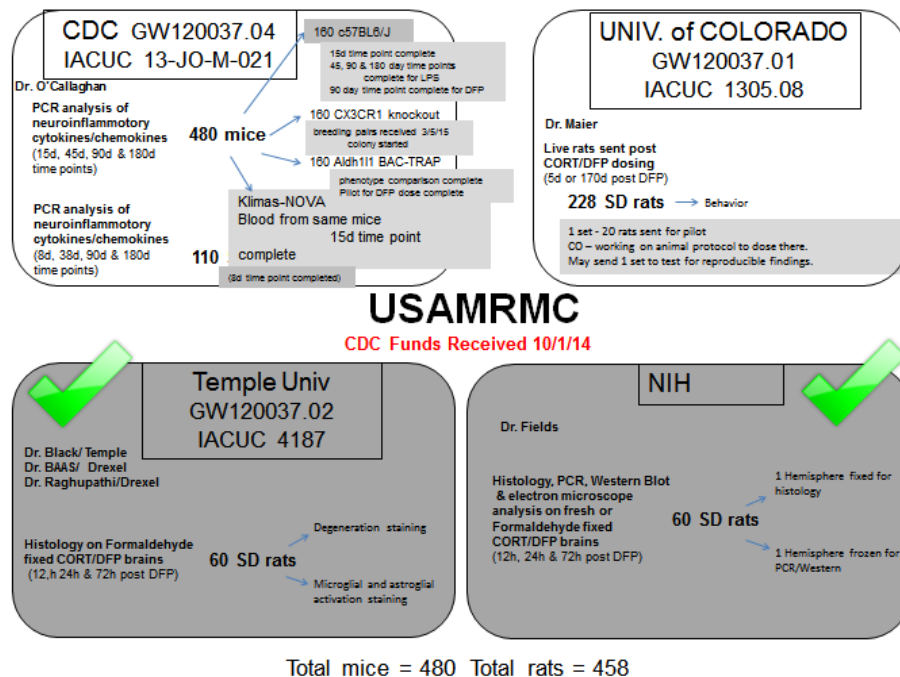 CDC GW120037.04
IACUC 13-JO-M-021
Dr. O'Callaghan
PCR analysis of
neuroinflammatory
cytokines/chemokines
(15d, 45d, 90d & 180d
time points)
480 mice
160 c57BL6/J
15d time point complete
45, 90 & 180 day time points
complete for LPS
90 day time point complete for DFP
160 CX3CR1 knockout
breeding pairs received 3/5/15
colony started
160 Aldh1l1 BAC-TRAP
phenotype comparison complete
Pilot for DFP dose complete
PCR analysis of
neuroinflammatory
cytokines/chemokines
(8d, 38d, 90d & 180d
time points)
110
Klimas-NOVA
Blood from same mice
15d time point
complete
(8d time point completed)
UNIV. of COLORADO
GW120037.01
IACUC 1305.08
Dr. Maier
Live rats sent post
CORT/DFP dosing
(5d or 170d post DFP)
228 SD rats
Behavior
1 set - 20 rats sent for pilot
CO – working on animal protocol to dose there.
May send 1 set to test for reproducible findings.
USAMRMC
CDC Funds Received 10/1/14
Temple Univ
GW120037.02
IACUC 4187
Dr. Black/ Temple
Dr. BAAS/ Drexel
Dr. Raghupathi/Drexel
Histology on Formaldehyde
fixed CORT/DFP brains
(12,h 24h & 72h post DFP)
60 SD rats
Degeneration staining
Microglial and astroglial
activation staining
NIH
Dr. Fields
Histology, PCR, Western Blot
& electron microscope
analysis on fresh or
Formaldehyde fixed
CORT/DFP brains
(12h, 24h & 72h post DFP)
60 SD rats
1 Hemisphere fixed for
histology
1 Hemisphere frozen for
PCR/Western
Total mice = 480 Total rats = 458